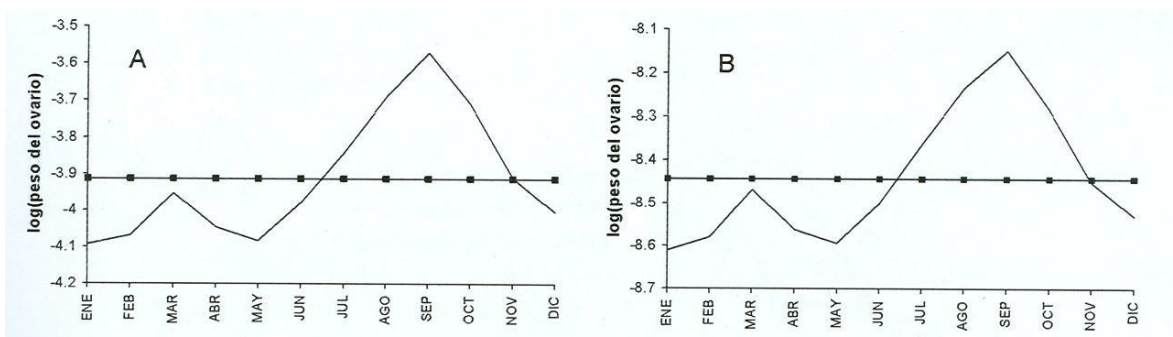 A
log(peso del ovario)
-3.5
-3.6
-3.7
-3.8
-3.9
-4
-4.1
-4.2
ENE FEB MAR ABR MAY JUN JUL AGO SEP OCT NOV DIC
B
log(peso del ovario)
-8.1
-8.2
-8.3
-8.4
-8.5
-8.6
-8.7
ENE FEB MAR ABR MAY JUN JUL AGO SEP OCT NOV DIC